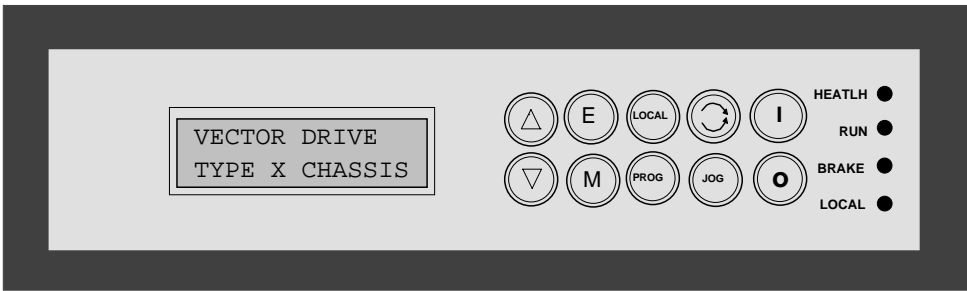 VECTOR DRIVE
TYPE X CHASSIS
E LOCAL I
M PROG JOG O
HEATLH
RUN
BRAKE
LOCAL